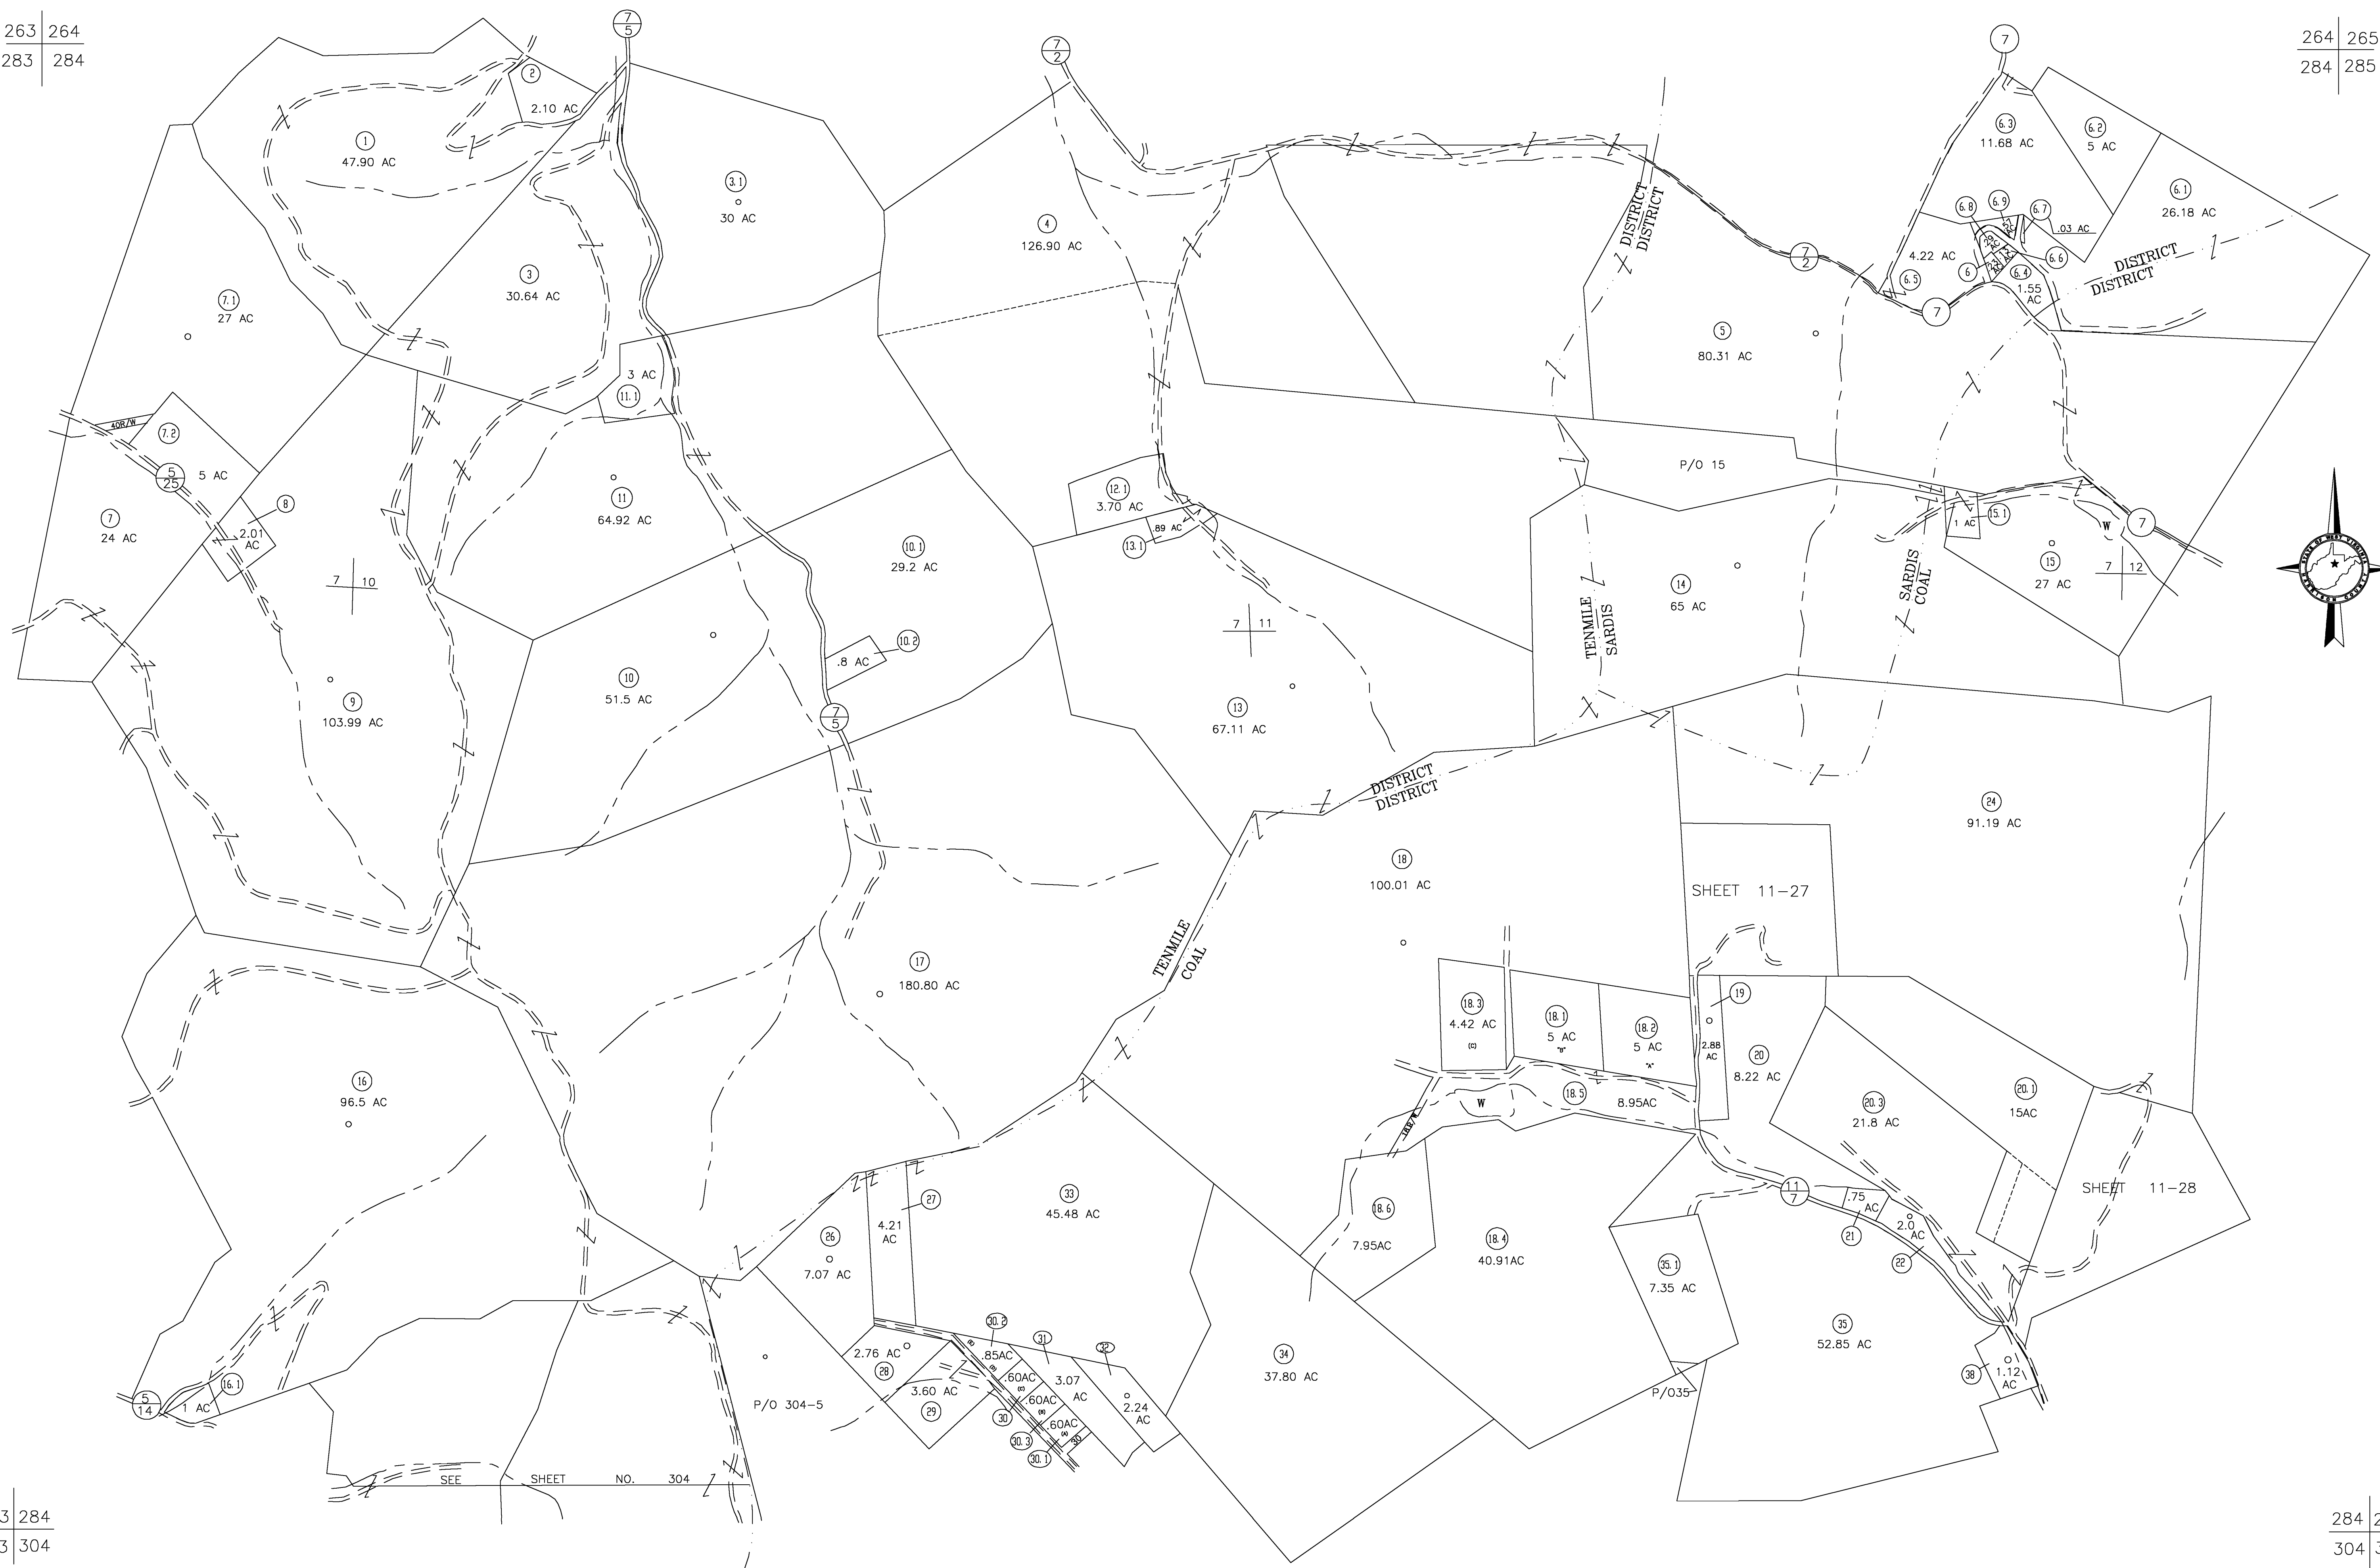 263 264
283 284
7
5
7
2
7
264 265
284 285
2
2.10 AC
1
47.90 AC
3.1
30 AC
4
126.90 AC
6.3
11.68 AC
6.2
5 AC
6.1
26.18 AC
6.8
6.9
6.7
.03 AC
.29
AC
6.6
6
6.4
1.55
AC
4.22 AC
6.5
DISTRICT
DISTRICT
DISTRICT
DISTRICT
7
2
7
3
30.64 AC
7.1
27 AC
5
80.31 AC
3 AC
11.1
40R/W
7.2
5 AC
5
25
7
24 AC
8
2.01
AC
11
64.92 AC
P/O 15
12.1
3.70 AC
.89 AC
13.1
15.1
1 AC
W
7
7 10
10.1
29.2 AC
7 11
14
65 AC
TENMILE
SARDIS
SARDIS
COAL
15
27 AC
7 12
STATE OF WEST VIRGINIA
HARRISON COUNTY
10.2
.8 AC
9
103.99 AC
10
51.5 AC
7
5
13
67.11 AC
DISTRICT
DISTRICT
24
91.19 AC
18
100.01 AC
SHEET 11-27
TENMILE
COAL
17
180.80 AC
18.3
4.42 AC
(C)
18.1
5 AC
"B"
18.2
5 AC
"A"
19
2.88
AC
20
8.22 AC
16
96.5 AC
18.5
8.95AC
W
20.3
21.8 AC
20.1
15AC
SHEET 11-28
27
4.21
AC
33
45.48 AC
11
7
.75
AC
21
2.0
AC
22
26
7.07 AC
18.6
7.95AC
18.4
40.91AC
35.1
7.35 AC
35
52.85 AC
30.2
.85AC
31
32
2.76 AC
28
3.60 AC
29
.60AC
(C)
30
.60AC
(B)
30.3
.60AC
(A)
30.1
30
3.07
AC
2.24
AC
34
37.80 AC
P/O35
38
1.12
AC
5
14
16.1
1 AC
P/O 304-5
SEE SHEET NO. 304
3 284
3 304
284 2
304 3